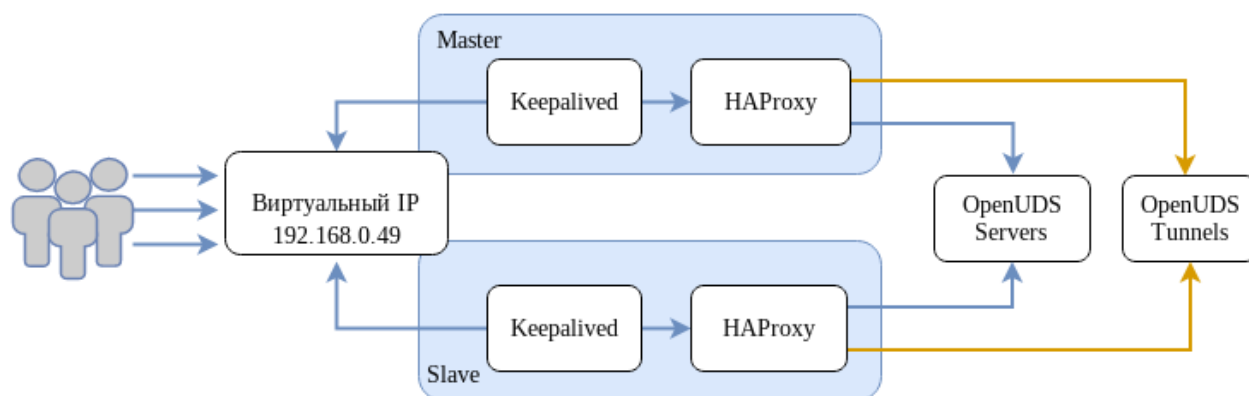 Master
Keepalived
HAProxy
Виртуальный IP
192.168.0.49
OpenUDS
Servers
OpenUDS
Tunnels
Keepalived
HAProxy
Slave